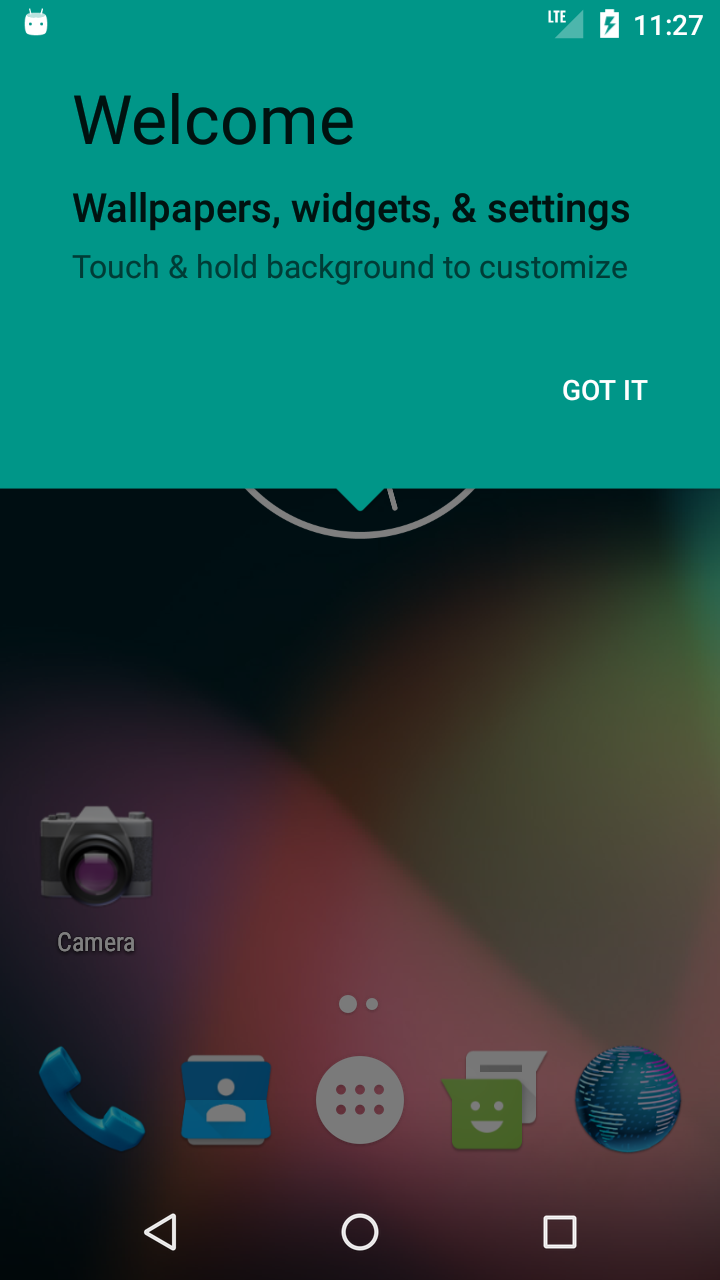 LTE 11:27
Welcome
Wallpapers, widgets, & settings
Touch & hold background to customize
GOT IT
Camera